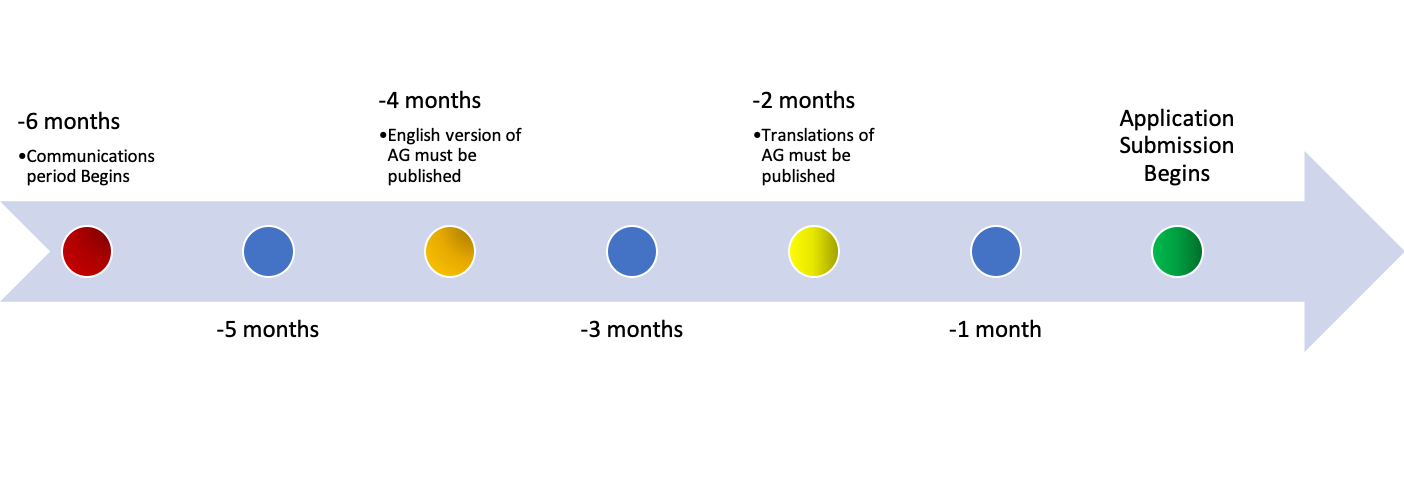 -6 months
•Communications
period Begins
-5 months
-4 months
•English version of
AG must be
published
-3 months
-2 months
•Translations of
AG must be
published
-1 month
Application
Submission
Begins